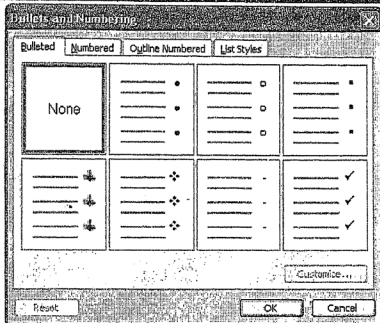 Bullets and Numbering
Bulleted Numbered Outline Numbered List Styles
None
Customize...
Reset OK Cancel